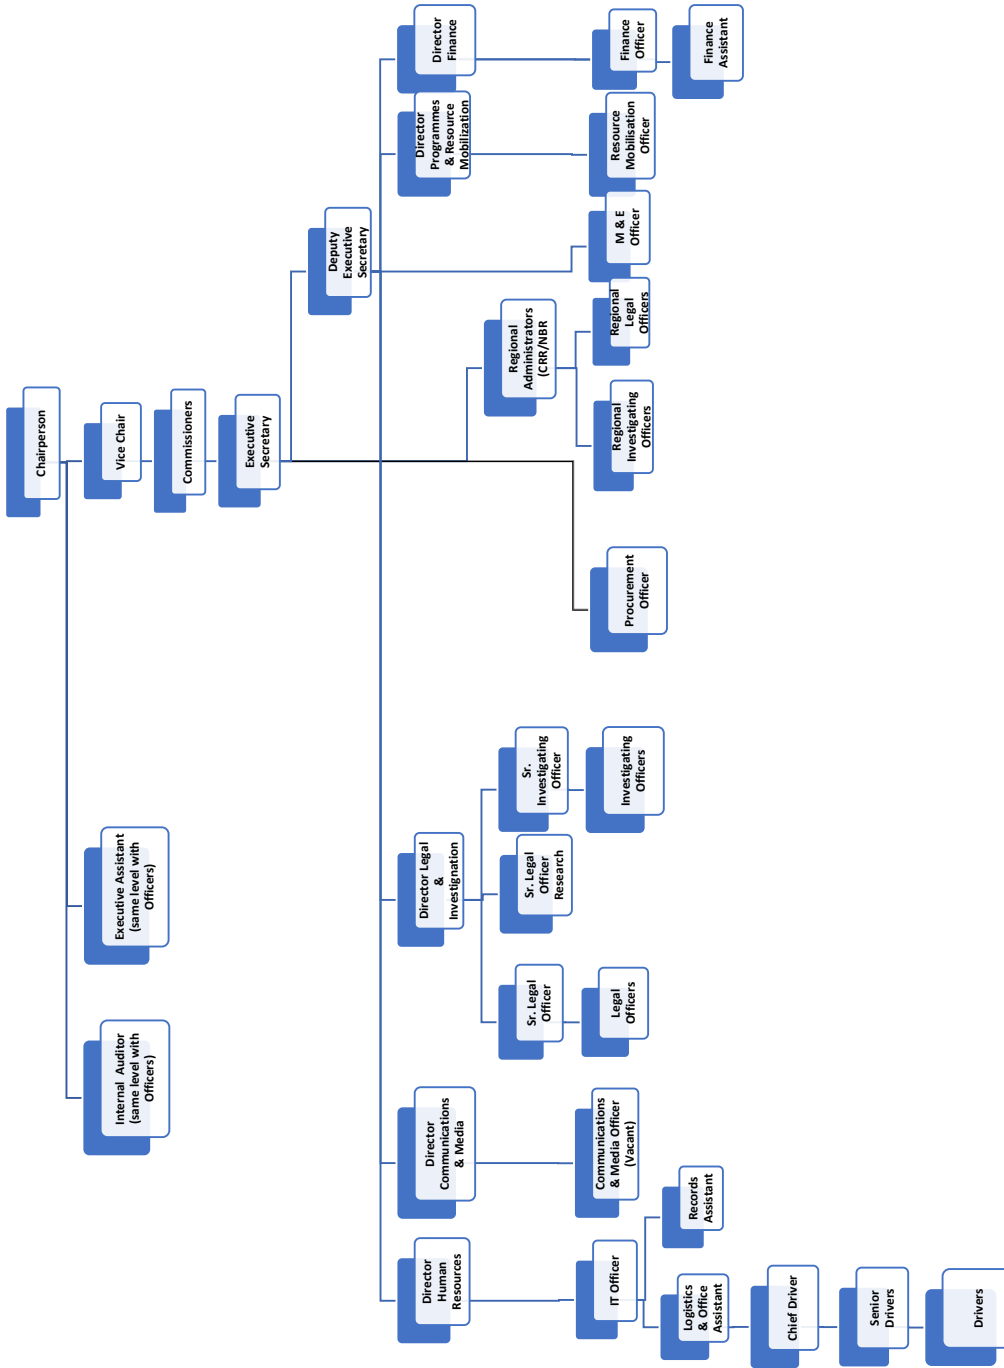 Chairperson
Internal Auditor
(same level with
Officers)
Executive Assistant
(same level with
Officers)
Vice Chair
Commissioners
Executive
Secretary
Deputy
Executive
Secretary
Director
Human
Resources
Director
Communications
& Media
Director Legal
&
Investignation
Director
Programmes
& Resource
Mobilization
Director
Finance
Sr. Legal
Officer
Sr. Legal
Officer
Research
Sr.
Investigating
Officer
Regional
Administrators
(CRR/NBR
IT Officer
Communications
& Media Officer
(Vacant)
Legal
Officers
Investigating
Officers
Procurement
Officer
Regional
Investigating
Officers
Regional
Legal
Officers
M & E
Officer
Resource
Mobilisation
Officer
Finance
Officer
Logistics
& Office
Assistant
Records
Assistant
Finance
Assistant
Chief Driver
Senior
Drivers
Drivers